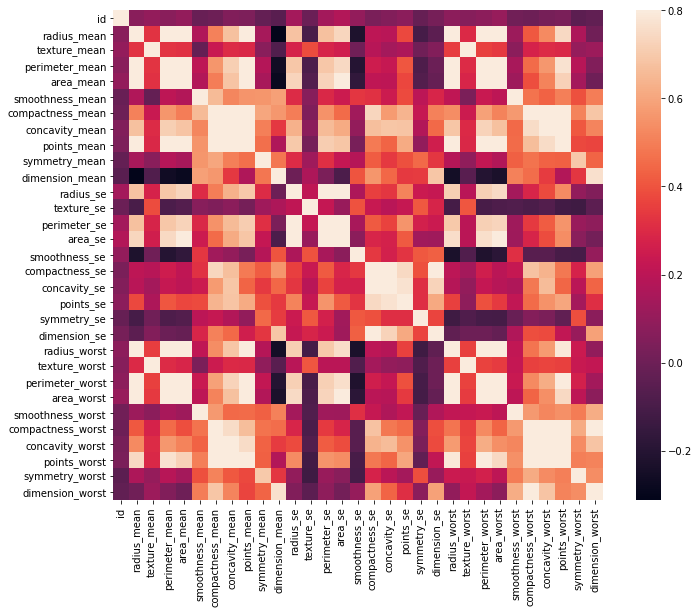 id
radius_mean
texture_mean
perimeter_mean
area_mean
smoothness_mean
compactness_mean
concavity_mean
points_mean
symmetry_mean
dimension_mean
radius_se
texture_se
perimeter_se
area_se
smoothness_se
compactness_se
concavity_se
points_se
symmetry_se
dimension_se
radius_worst
texture_worst
perimeter_worst
area_worst
smoothness_worst
compactness_worst
concavity_worst
points_worst
symmetry_worst
dimension_worst
id
radius_mean
texture_mean
perimeter_mean
area_mean
smoothness_mean
compactness_mean
concavity_mean
points_mean
symmetry_mean
dimension_mean
radius_se
texture_se
perimeter_se
area_se
smoothness_se
compactness_se
concavity_se
points_se
symmetry_se
dimension_se
radius_worst
texture_worst
perimeter_worst
area_worst
smoothness_worst
compactness_worst
concavity_worst
points_worst
symmetry_worst
dimension_worst
0.8
0.6
0.4
0.2
0.0
−0.2